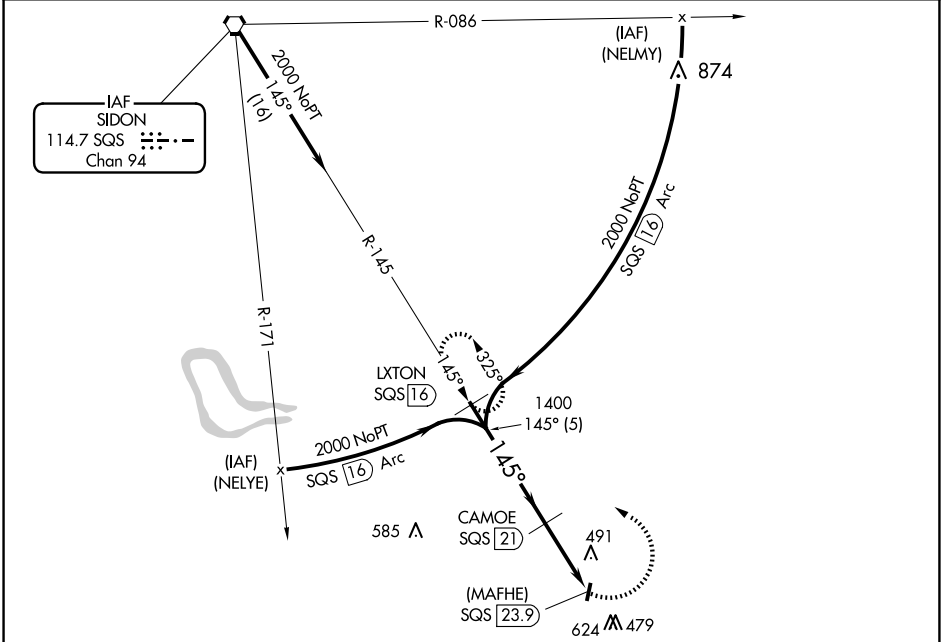 R-086
(IAF)
(NELMY)
874
2000 NoPT
145°
(16)
IAF
SIDON
114.7 SQS
Chan 94
2000 NoPT
SQS 16 Arc
R-145
R-171
LXTON
SQS 16
145°
325°
1400
145° (5)
2000 NoPT
SQS 16 Arc
(IAF)
(NELYE)
145°
CAMOE
SQS 21
585
491
(MAFHE)
SQS 23.9
624
479